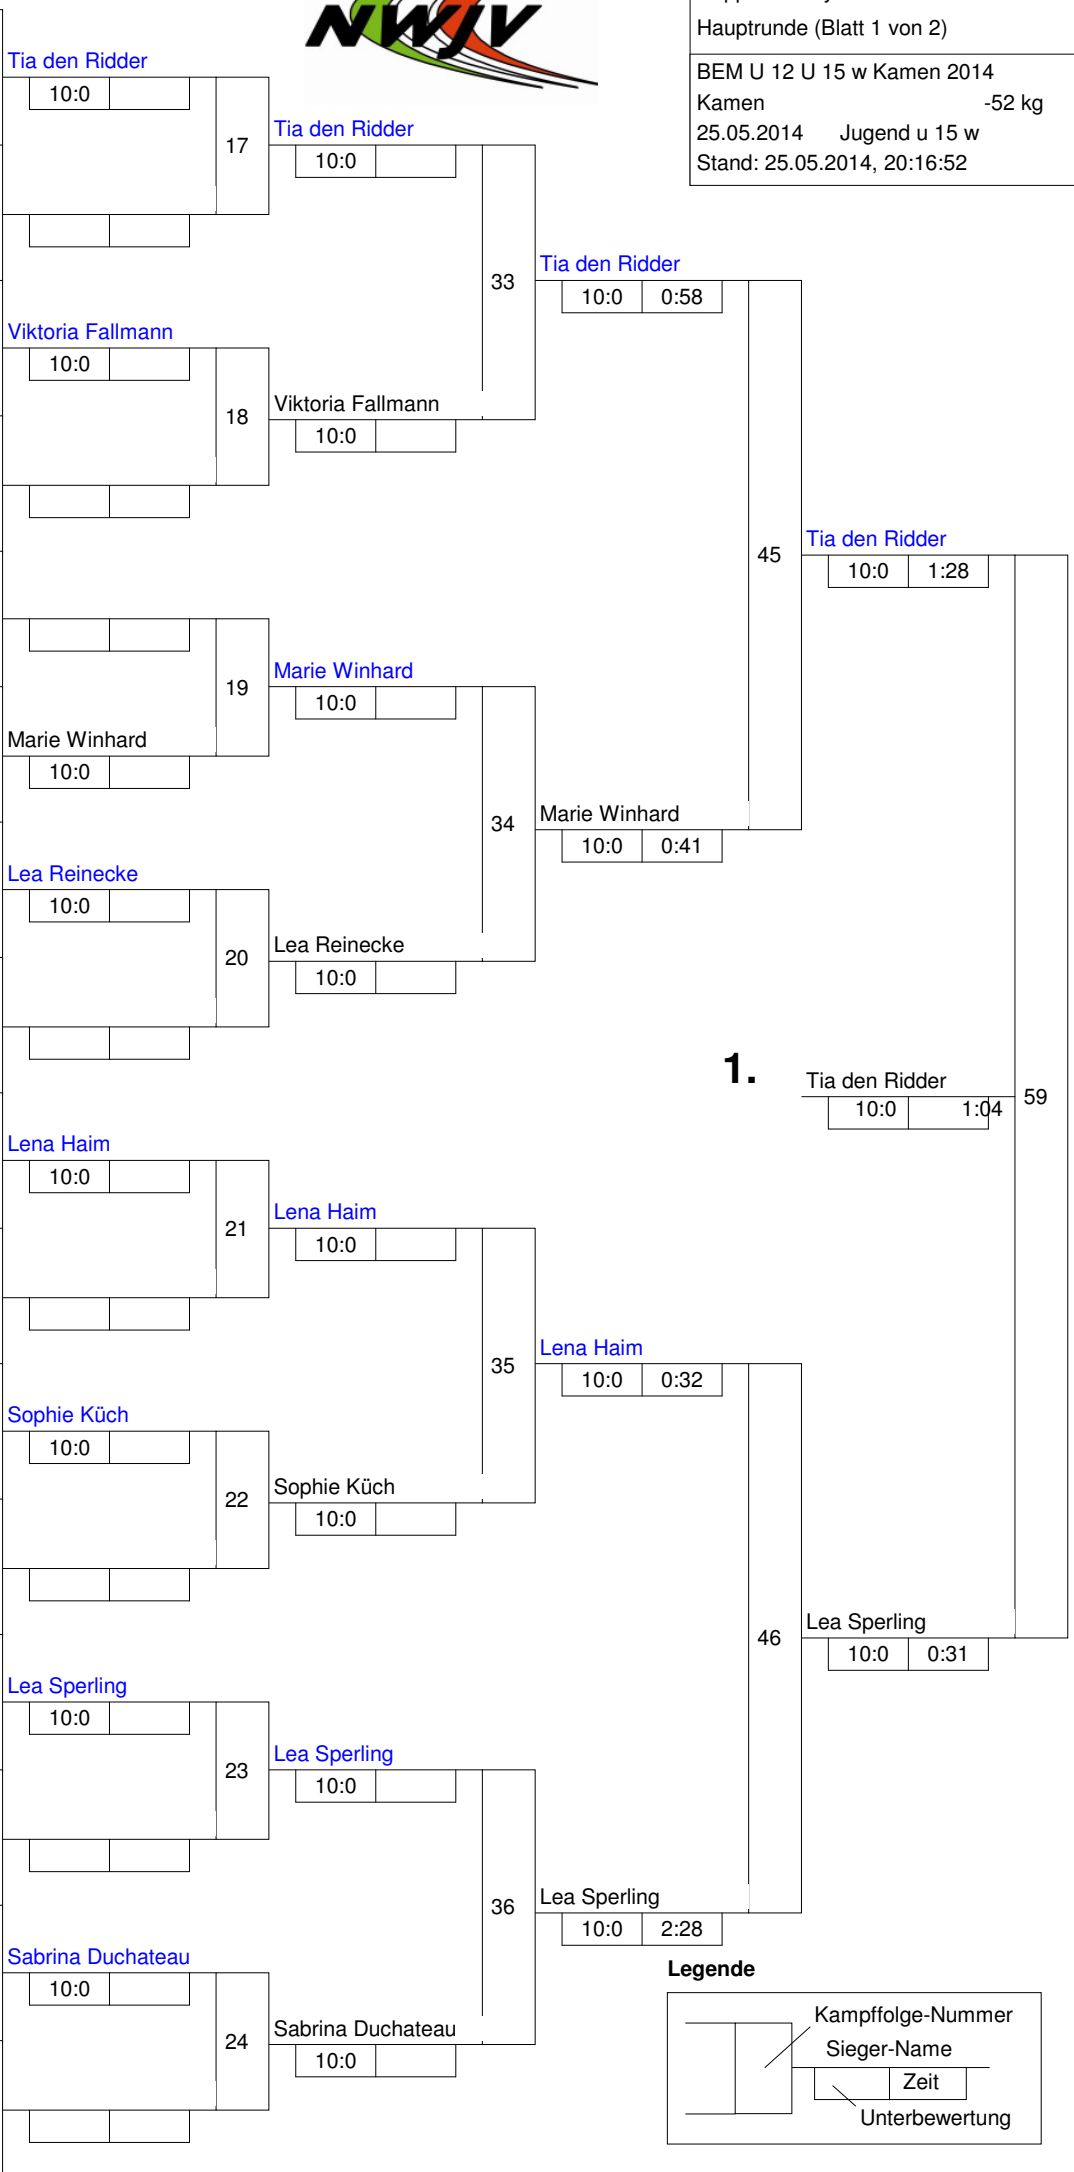 NWJV
Hauptrunde (Blatt 1 von 2)
BEM U 12 U 15 w Kamen 2014
Kamen -52 kg
25.05.2014 Jugend u 15 w
Stand: 25.05.2014, 20:16:52
Tia den Ridder
10:0
17
Tia den Ridder
10:0
33
Tia den Ridder
10:0 0:58
Viktoria Fallmann
10:0
18
Viktoria Fallmann
10:0
45
Tia den Ridder
10:0 1:28
19
Marie Winhard
10:0
Marie Winhard
10:0
34
Marie Winhard
10:0 0:41
Lea Reinecke
10:0
20
Lea Reinecke
10:0
1.
Tia den Ridder
10:0 1:04
59
Lena Haim
10:0
21
Lena Haim
10:0
35
Lena Haim
10:0 0:32
Sophie Küch
10:0
22
Sophie Küch
10:0
46
Lea Sperling
10:0 0:31
Lea Sperling
10:0
23
Lea Sperling
10:0
36
Lea Sperling
10:0 2:28
Sabrina Duchateau
10:0
24
Sabrina Duchateau
10:0
Legende
Kampffolge-Nummer
Sieger-Name
Zeit
Unterbewertung